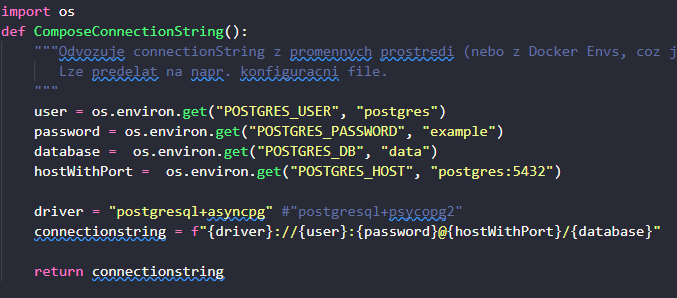 import os
def ComposeConnectionString():
"""Odvozuje connectionString z promennych prostredi (nebo z Docker Envs, coz j
Lze predelat na napr. konfiguracni file.
"""
user = os.environ.get("POSTGRES_USER", "postgres")
password = os.environ.get("POSTGRES_PASSWORD", "example")
database =  os.environ.get("POSTGRES_DB", "data")
hostWithPort =  os.environ.get("POSTGRES_HOST", "postgres:5432")
driver = "postgresql+asyncpg" #"postgresql+psycopg2"
connectionstring = f"{driver}://{user}:{password}@{hostWithPort}/{database}"
return connectionstring